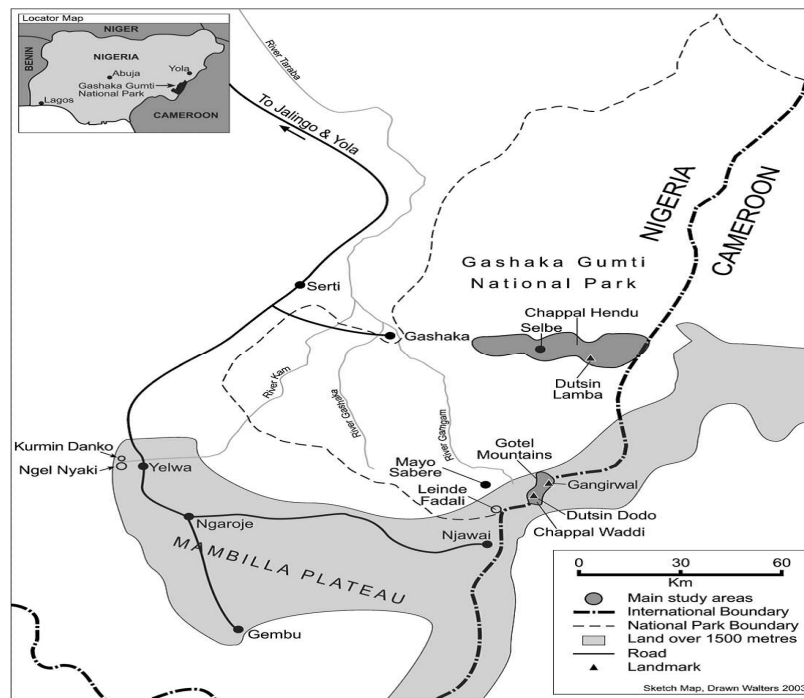 Locator Map
NIGER
BENIN
NIGERIA
Abuja
Yola
Gashaka Gumti
National Park
Lagos
CAMEROON
River Taraba
To Jalingo & Yola
NIGERIA
CAMEROON
Gashaka Gumti
National Park
Serti
Chappal Hendu
Selbe
Gashaka
Dutsin
Lamba
River Kam
River Gashaka
River Gamgam
Kurmin Danko
Ngel Nyaki
Yelwa
Gotel
Mountains
Mayo
Sabere
Gangirwal
Leinde
Fadali
Dutsin Dodo
Chappal Waddi
Ngaroje
Njawai
MAMBILLA PLATEAU
Gembu
0 30 60
Km
Main study areas
International Boundary
National Park Boundary
Land over 1500 metres
Road
Landmark
Sketch Map, Drawn Walters 2003